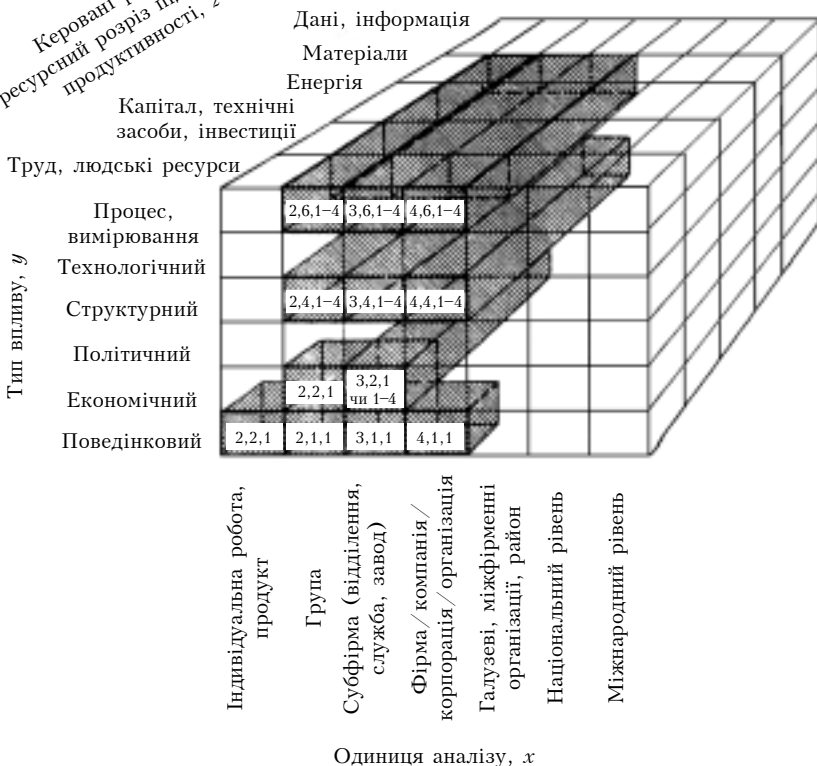 Керовані
ресурсний розріз
продуктивності,
Дані, інформація
Матеріали
Енергія
Капітал, технічні
засоби, інвестиції
Труд, людські ресурси
Процес,
вимірювання
Технологічний
Структурний
Політичний
Економічний
Поведінковий
Тип впливу, y
2,6,1–4 3,6,1–4 4,6,1–4
2,4,1–4 3,4,1–4 4,4,1–4
2,2,1
3,2,1
чи 1–4
2,2,1 2,1,1 3,1,1 4,1,1
Індивідуальна робота,
продукт
Група
Субфірма (відділення,
служба, завод)
Фірма/компанія/
корпорація/організація
Галузеві, міжфірменні
організації, район
Національний рівень
Міжнародний рівень
Одиниця аналізу, x